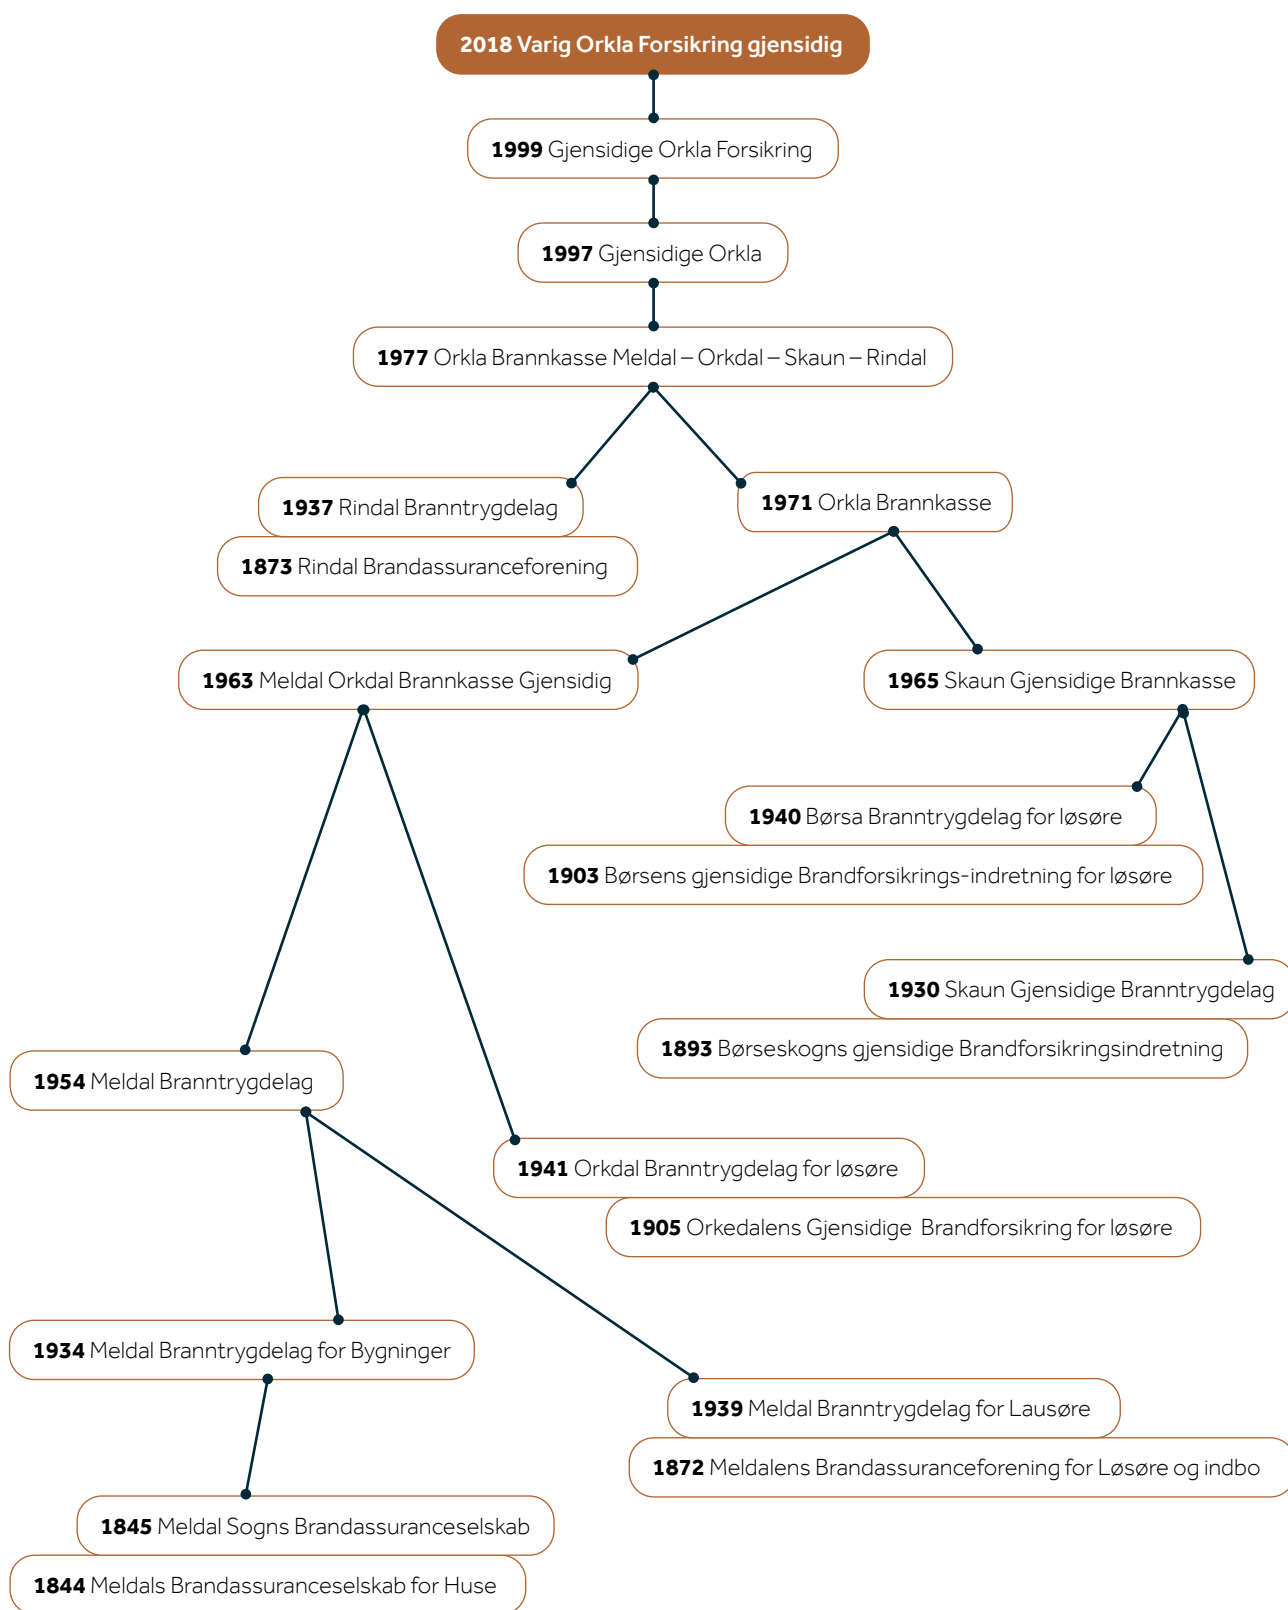 2018 Varig Orkla Forsikring gjensidig
1999 Gjensidige Orkla Forsikring
1997 Gjensidige Orkla
1977 Orkla Brannkasse Meldal – Orkdal – Skaun – Rindal
1937 Rindal Branntrygdelag
1971 Orkla Brannkasse
1873 Rindal Brandassuranceforening
1963 Meldal Orkdal Brannkasse Gjensidig
1965 Skaun Gjensidige Brannkasse
1940 Børsa Branntrygdelag for løsøre
1903 Børsens gjensidige Brandforsikrings-indretning for løsøre
1930 Skaun Gjensidige Branntrygdelag
1893 Børseskogns gjensidige Brandforsikringsindretning
1954 Meldal Branntrygdelag
1941 Orkdal Branntrygdelag for løsøre
1905 Orkedalens Gjensidige Brandforsikring for løsøre
1934 Meldal Branntrygdelag for Bygninger
1939 Meldal Branntrygdelag for Lausøre
1872 Meldalens Brandassuranceforening for Løsøre og indbo
1845 Meldal Sogns Brandassuranceselskab
1844 Meldals Brandassuranceselskab for Huse